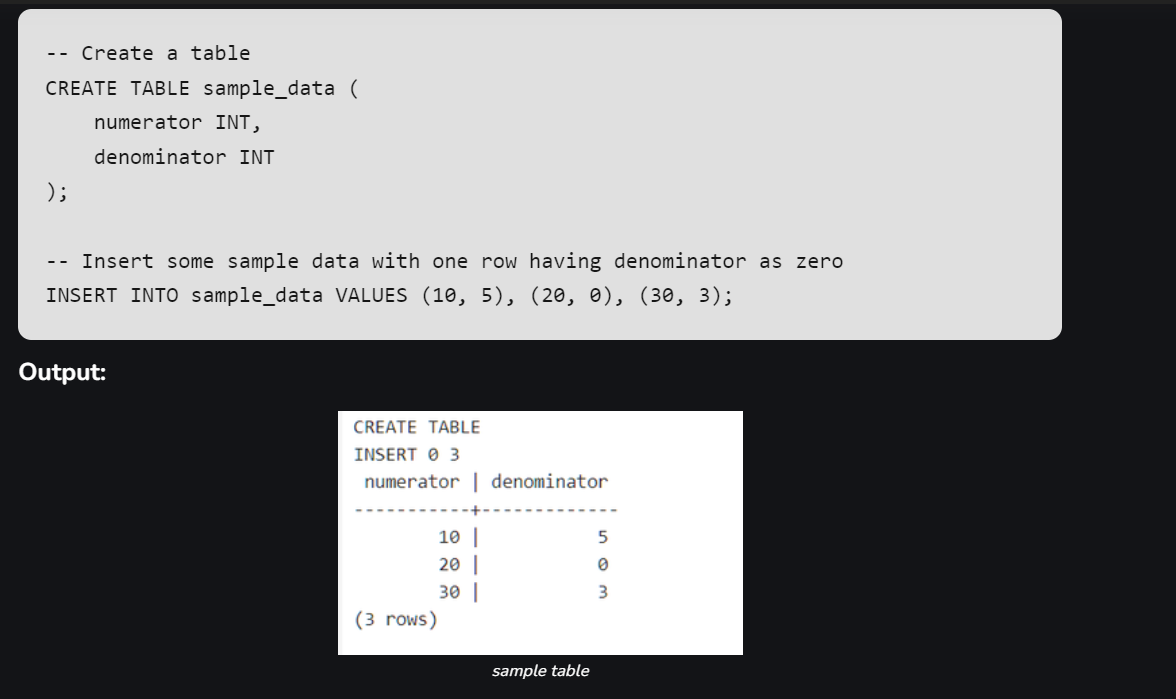 -- Create a table
CREATE TABLE sample_data (
    numerator INT,
    denominator INT
);
-- Insert some sample data with one row having denominator as zero
INSERT INTO sample_data VALUES (10, 5), (20, 0), (30, 3);
Output:
CREATE TABLE
INSERT 0 3
 numerator | denominator
-----------+-------------
        10 |           5
        20 |           0
        30 |           3
(3 rows)
sample table